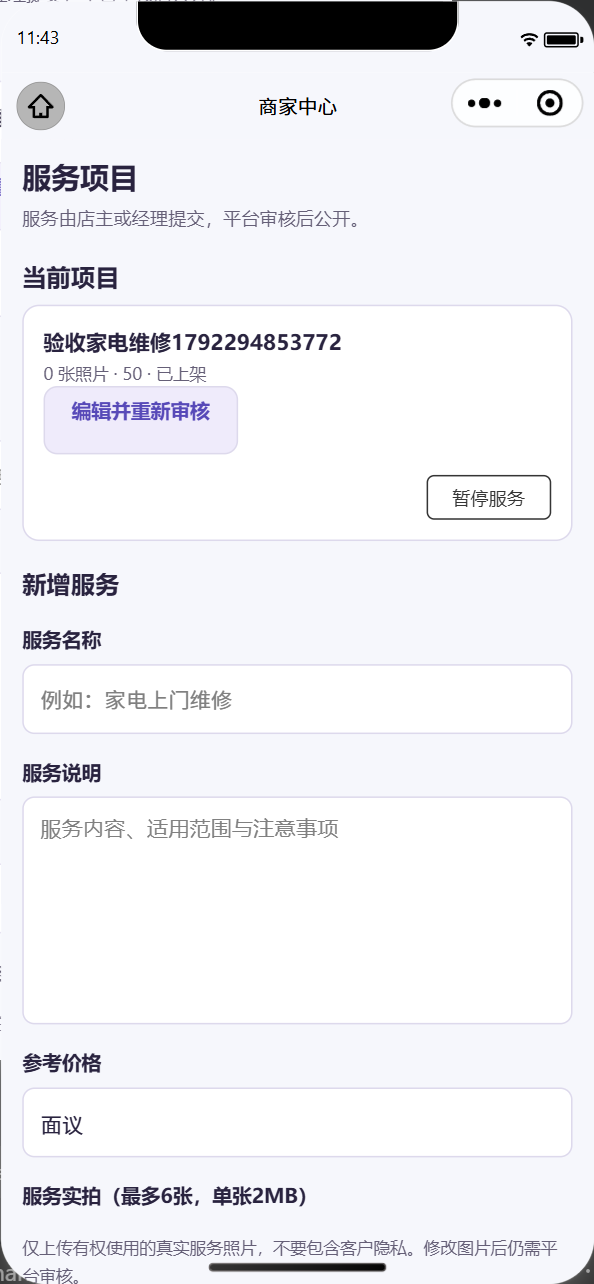 11:43
商家中心
服务项目
服务由店主或经理提交，平台审核后公开。
当前项目
验收家电维修1792294853772
0 张照片 · 50 · 已上架
编辑并重新审核
暂停服务
新增服务
服务名称
例如：家电上门维修
服务说明
服务内容、适用范围与注意事项
参考价格
面议
服务实拍（最多6张，单张2MB）
仅上传有权使用的真实服务照片，不要包含客户隐私。修改图片后仍需平
台审核。